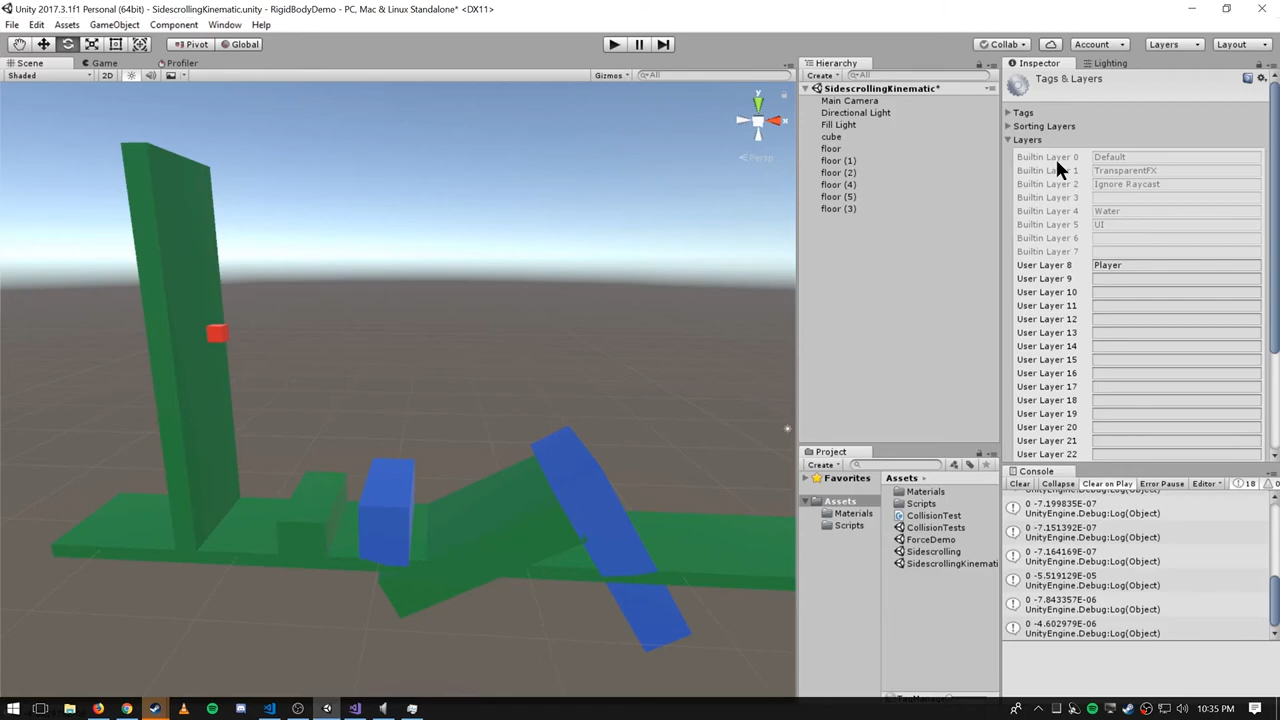 Unity 2017.3.1f1 Personal (64bit) - SidescrollingKinematic.unity - RigidBodyDemo - PC, Mac & Linux Standalone* <DX11>
File Edit Assets GameObject Component Window Help
Pivot Global Collab Account Layers Layout
Scene Game Profiler
Shaded 2D Gizmos All
y
x
Persp
Hierarchy
Create All
SidescrollingKinematic*
Main Camera
Directional Light
Fill Light
cube
floor
floor (1)
floor (2)
floor (4)
floor (5)
floor (3)
Project
Create
Favorites
Assets
Materials
Scripts
Assets
Materials
Scripts
CollisionTest
CollisionTests
ForceDemo
Sidescrolling
SidescrollingKinemati
Inspector Lighting
Tags & Layers
Tags
Sorting Layers
Layers
Builtin Layer 0 Default
Builtin Layer 1 TransparentFX
Builtin Layer 2 Ignore Raycast
Builtin Layer 3
Builtin Layer 4 Water
Builtin Layer 5 UI
Builtin Layer 6
Builtin Layer 7
User Layer 8 Player
User Layer 9
User Layer 10
User Layer 11
User Layer 12
User Layer 13
User Layer 14
User Layer 15
User Layer 16
User Layer 17
User Layer 18
User Layer 19
User Layer 20
User Layer 21
User Layer 22
Console
Clear Collapse Clear on Play Error Pause Editor 18 0
UnityEngine.Debug:Log(Object)
0 -7.199835E-07
UnityEngine.Debug:Log(Object)
0 -7.151392E-07
UnityEngine.Debug:Log(Object)
0 -7.164169E-07
UnityEngine.Debug:Log(Object)
0 -5.519129E-05
UnityEngine.Debug:Log(Object)
0 -7.843357E-06
UnityEngine.Debug:Log(Object)
0 -4.602979E-06
UnityEngine.Debug:Log(Object)
10:35 PM